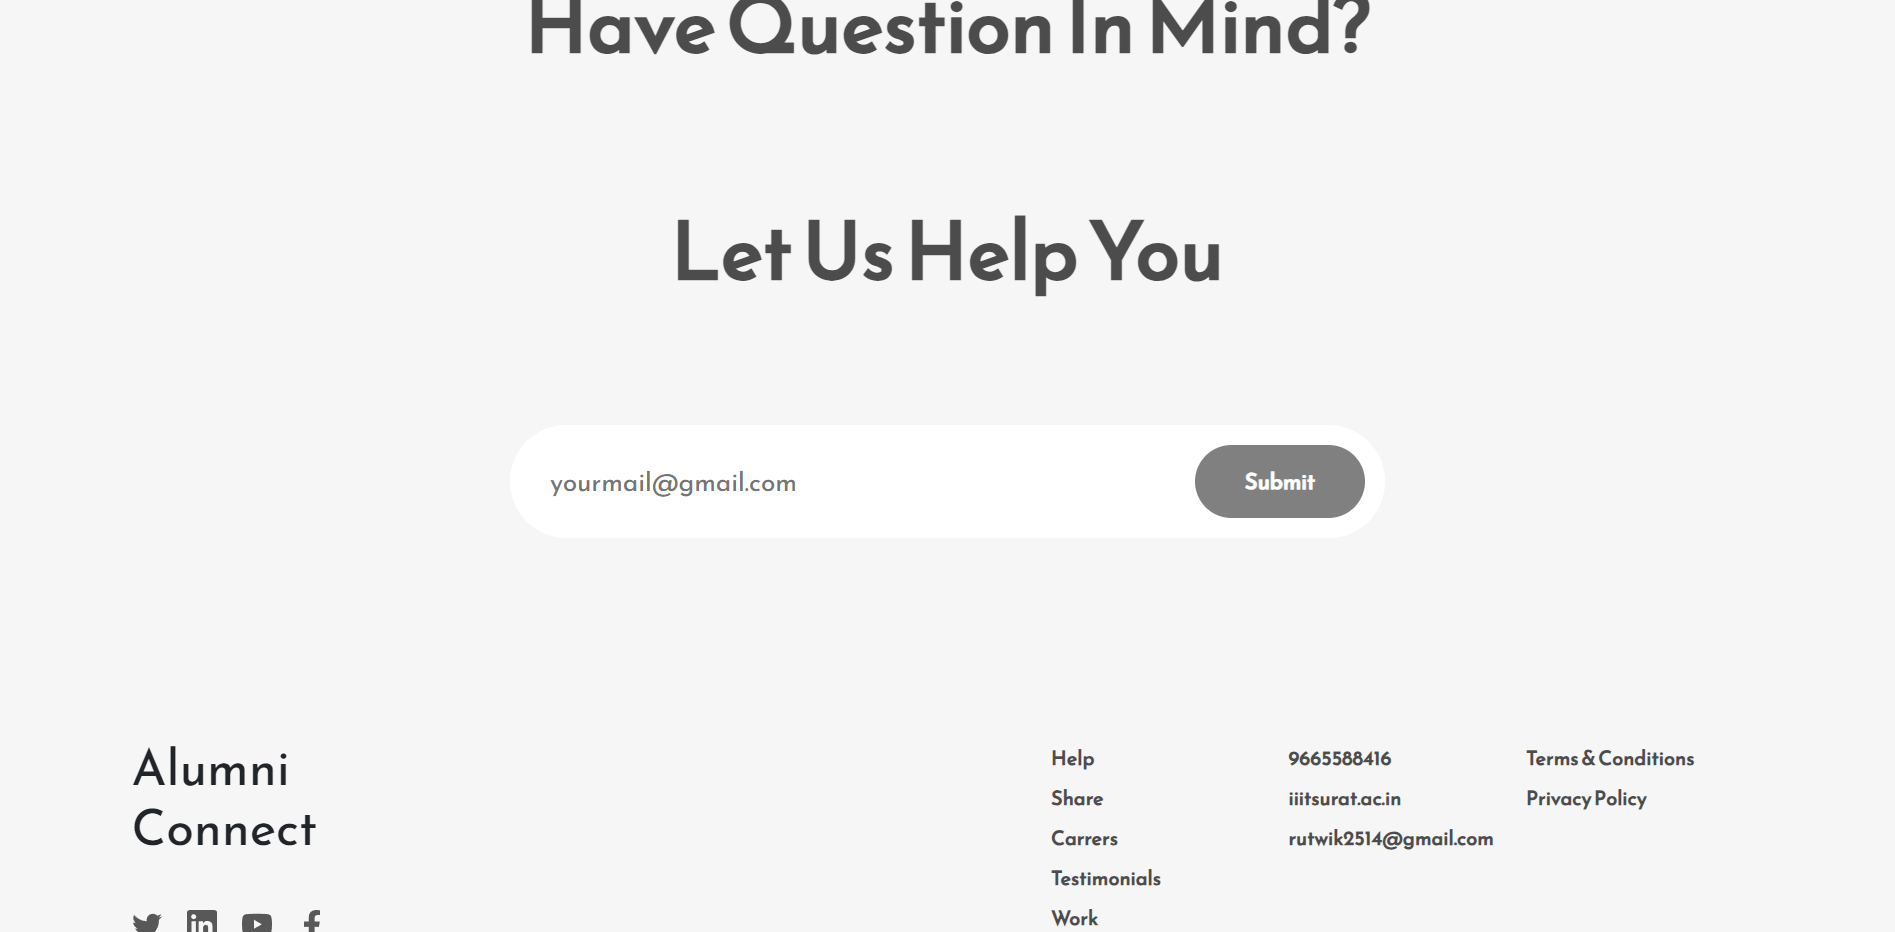 Have Question In Mind?
Let Us Help You
yourmail@gmail.com
Submit
Alumni
Connect
Help
Share
Carrers
Testimonials
Work
9665588416
iiitsurat.ac.in
rutwik2514@gmail.com
Terms & Conditions
Privacy Policy